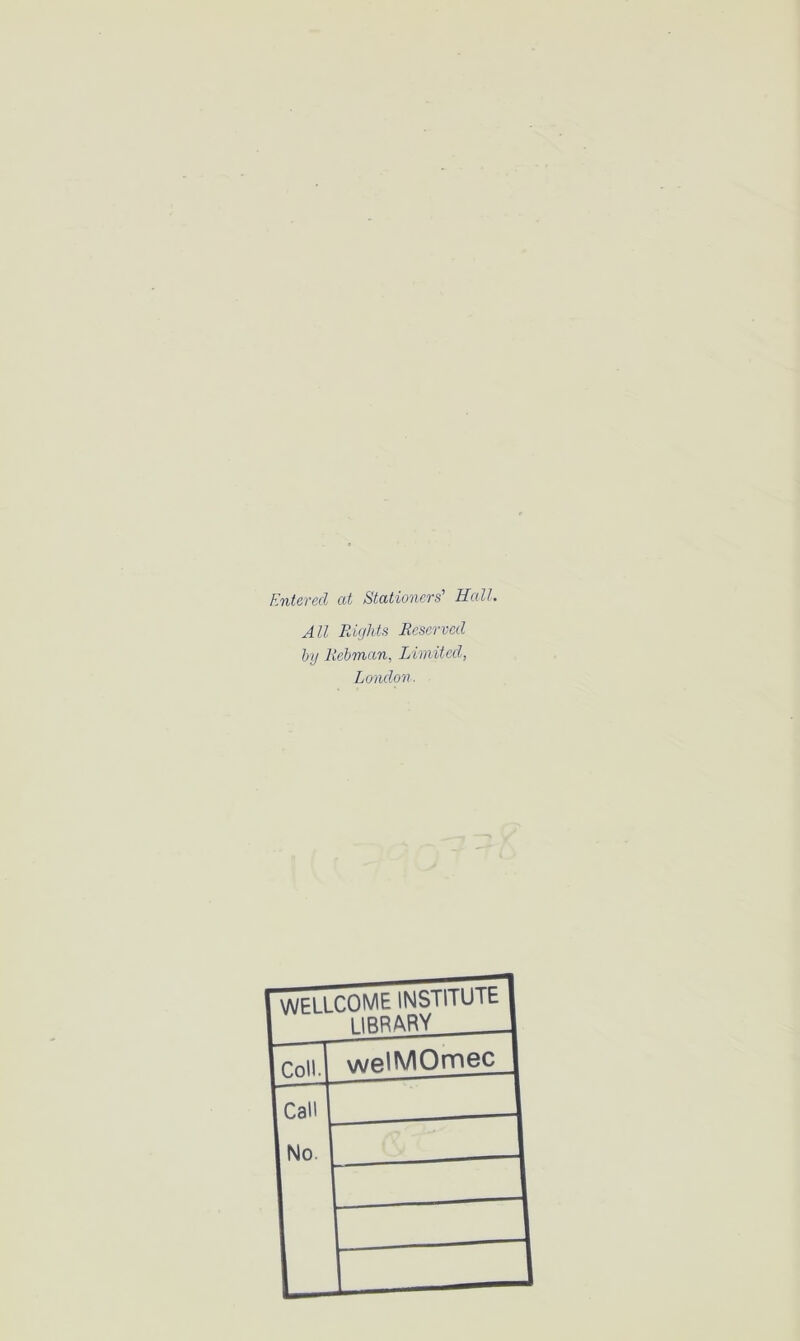 Entered at Stationers' Hall.
All Rights Reserved
by Rebman, Limited,
London.
WELLCOME INSTITUTE
LIBRARY
Coll. welMOmec
Call
No.